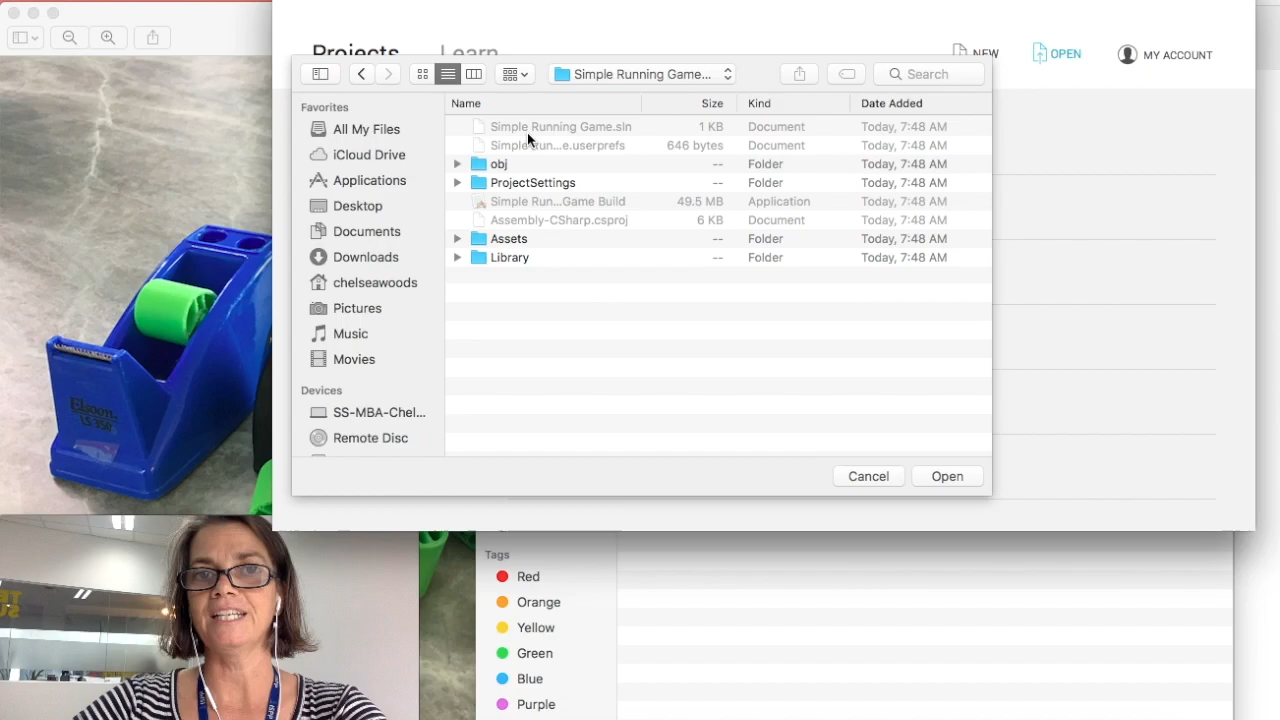 Projects Learn NEW OPEN MY ACCOUNT
Simple Running Game... Search
Favorites
All My Files
iCloud Drive
Applications
Desktop
Documents
Downloads
chelseawoods
Pictures
Music
Movies
Devices
SS-MBA-Chel...
Remote Disc
Name Size Kind Date Added
Simple Running Game.sln 1 KB Document Today, 7:48 AM
Simple Run...e.userprefs 646 bytes Document Today, 7:48 AM
obj -- Folder Today, 7:48 AM
ProjectSettings -- Folder Today, 7:48 AM
Simple Run...Game Build 49.5 MB Application Today, 7:48 AM
Assembly-CSharp.csproj 6 KB Document Today, 7:48 AM
Assets -- Folder Today, 7:48 AM
Library -- Folder Today, 7:48 AM
Cancel Open
Elsoon
LS 350
Tags
Red
Orange
Yellow
Green
Blue
Purple